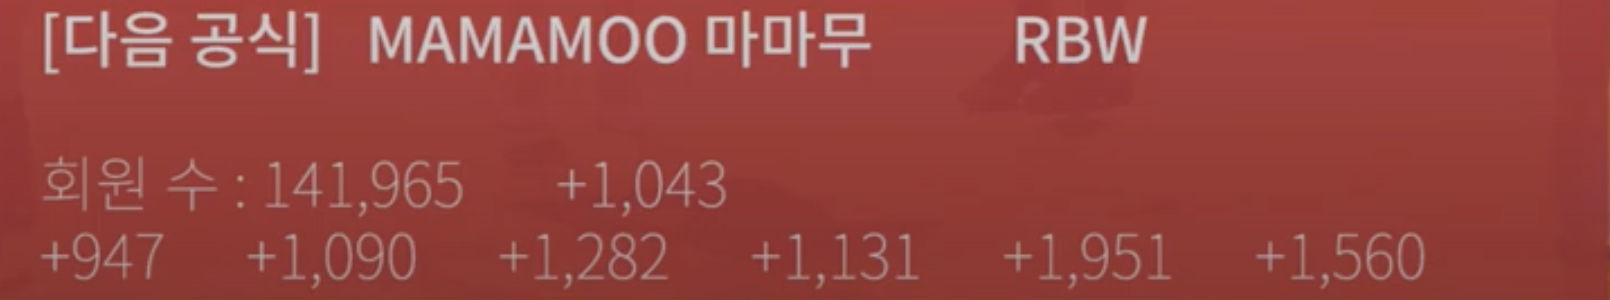 [다음 공식] MAMAMOO 마마무 RBW
회원 수 : 141,965 +1,043
+947 +1,090 +1,282 +1,131 +1,951 +1,560